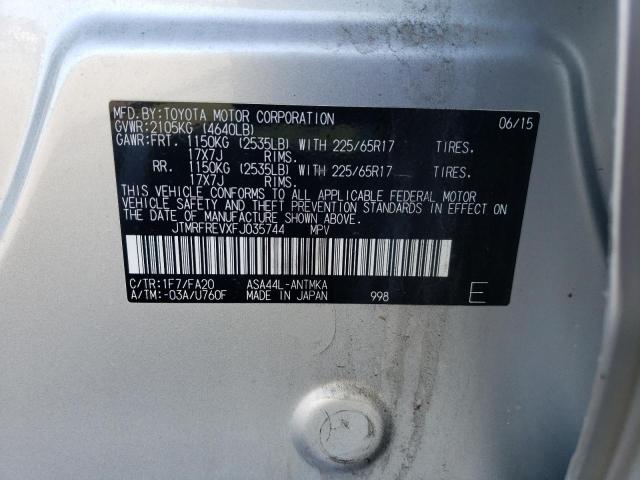 MFD.BY:TOYOTA MOTOR CORPORATION 06/15
GVWR:2105KG (4640LB)
GAWR:FRT. 1150KG (2535LB) WITH 225/65R17 TIRES.
17X7J RIMS.
RR. 1150KG (2535LB) WITH 225/65R17 TIRES.
17X7J RIMS.
THIS VEHICLE CONFORMS TO ALL APPLICABLE FEDERAL MOTOR
VEHICLE SAFETY AND THEFT PREVENTION STANDARDS IN EFFECT ON
THE DATE OF MANUFACTURE SHOWN ABOVE.
JTMRFREVXFJ035744 MPV
C/TR:1F7/FA20 ASA44L-ANTMKA
A/TM:-03A/U760F MADE IN JAPAN 998 E